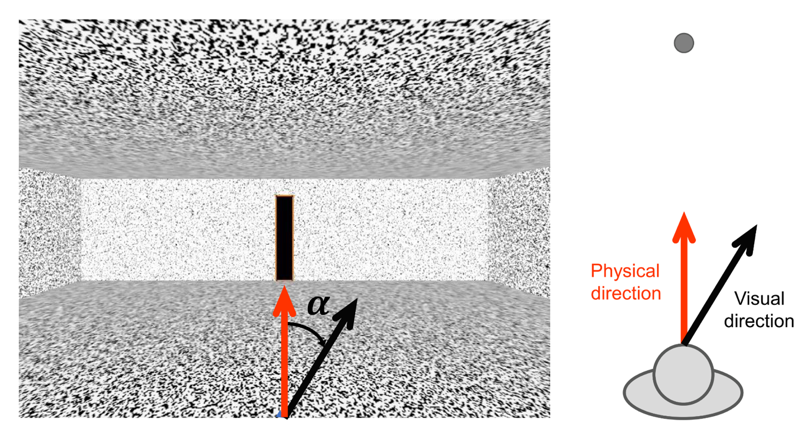 α
Physical
direction
Visual
direction